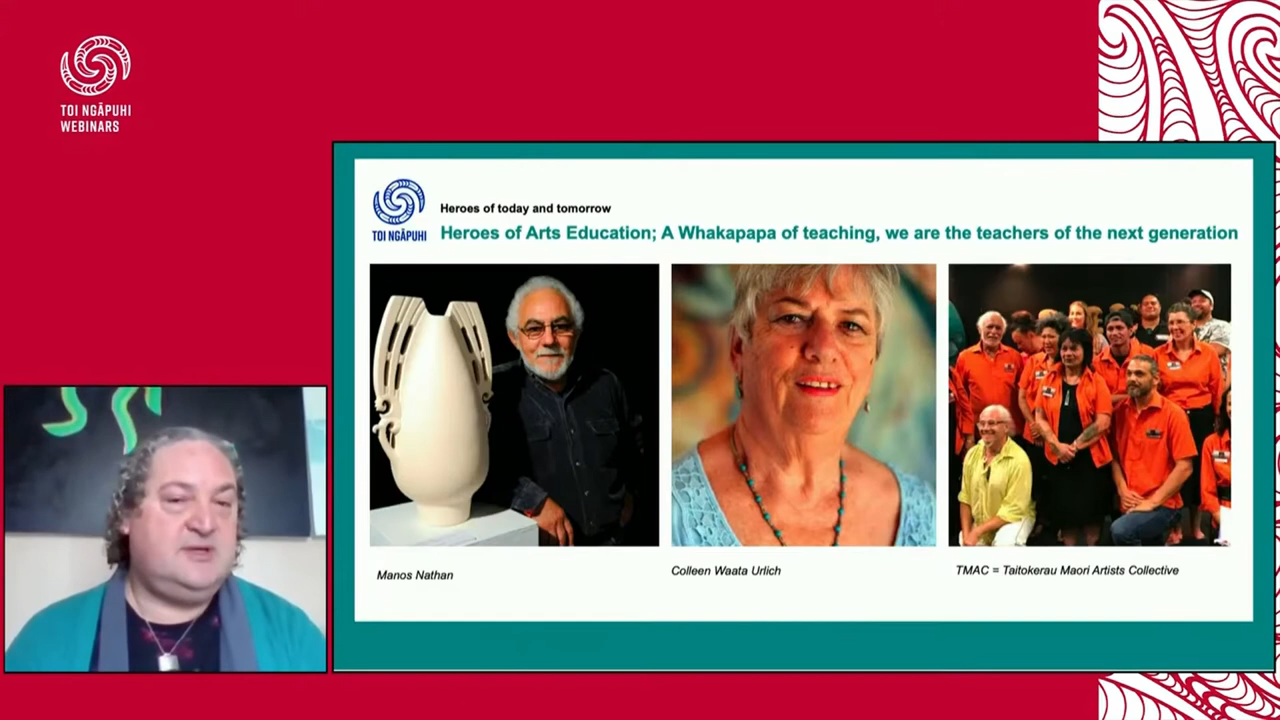 TOI NGĀPUHI
WEBINARS
TOI NGĀPUHI
Heroes of today and tomorrow
Heroes of Arts Education; A Whakapapa of teaching, we are the teachers of the next generation
Manos Nathan
Colleen Waata Urlich
TMAC = Taitokerau Maori Artists Collective